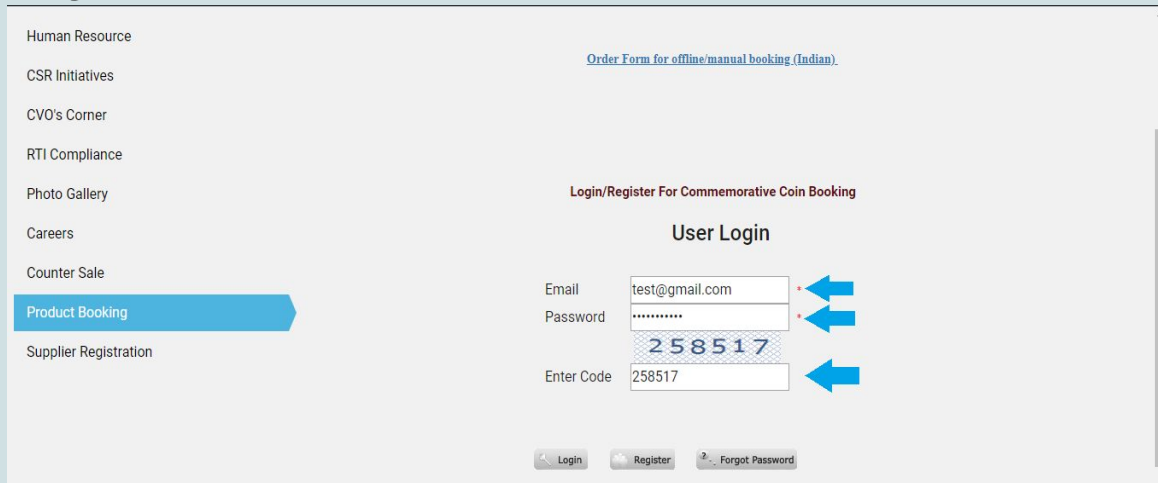 Human Resource
CSR Initiatives
CVO's Corner
RTI Compliance
Photo Gallery
Careers
Counter Sale
Product Booking
Supplier Registration
Order Form for offline/manual booking (Indian)
Login/Register For Commemorative Coin Booking
User Login
Email test@gmail.com *
Password ••••••••••• *
258517
Enter Code 258517
Login Register Forgot Password